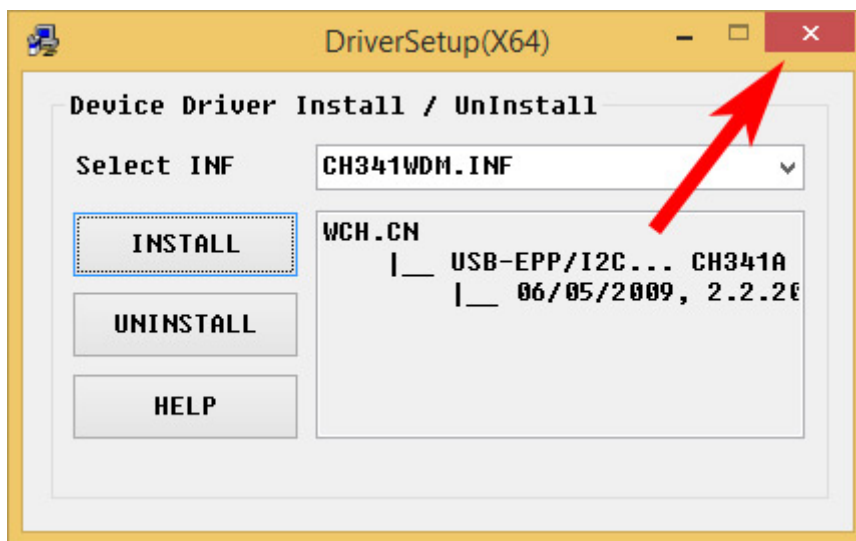 DriverSetup(X64)
Device Driver Install / UnInstall
Select INF
CH341WDM.INF
INSTALL
UNINSTALL
HELP
WCH.CN
|__ USB-EPP/I2C... CH341A
|__ 06/05/2009, 2.2.20